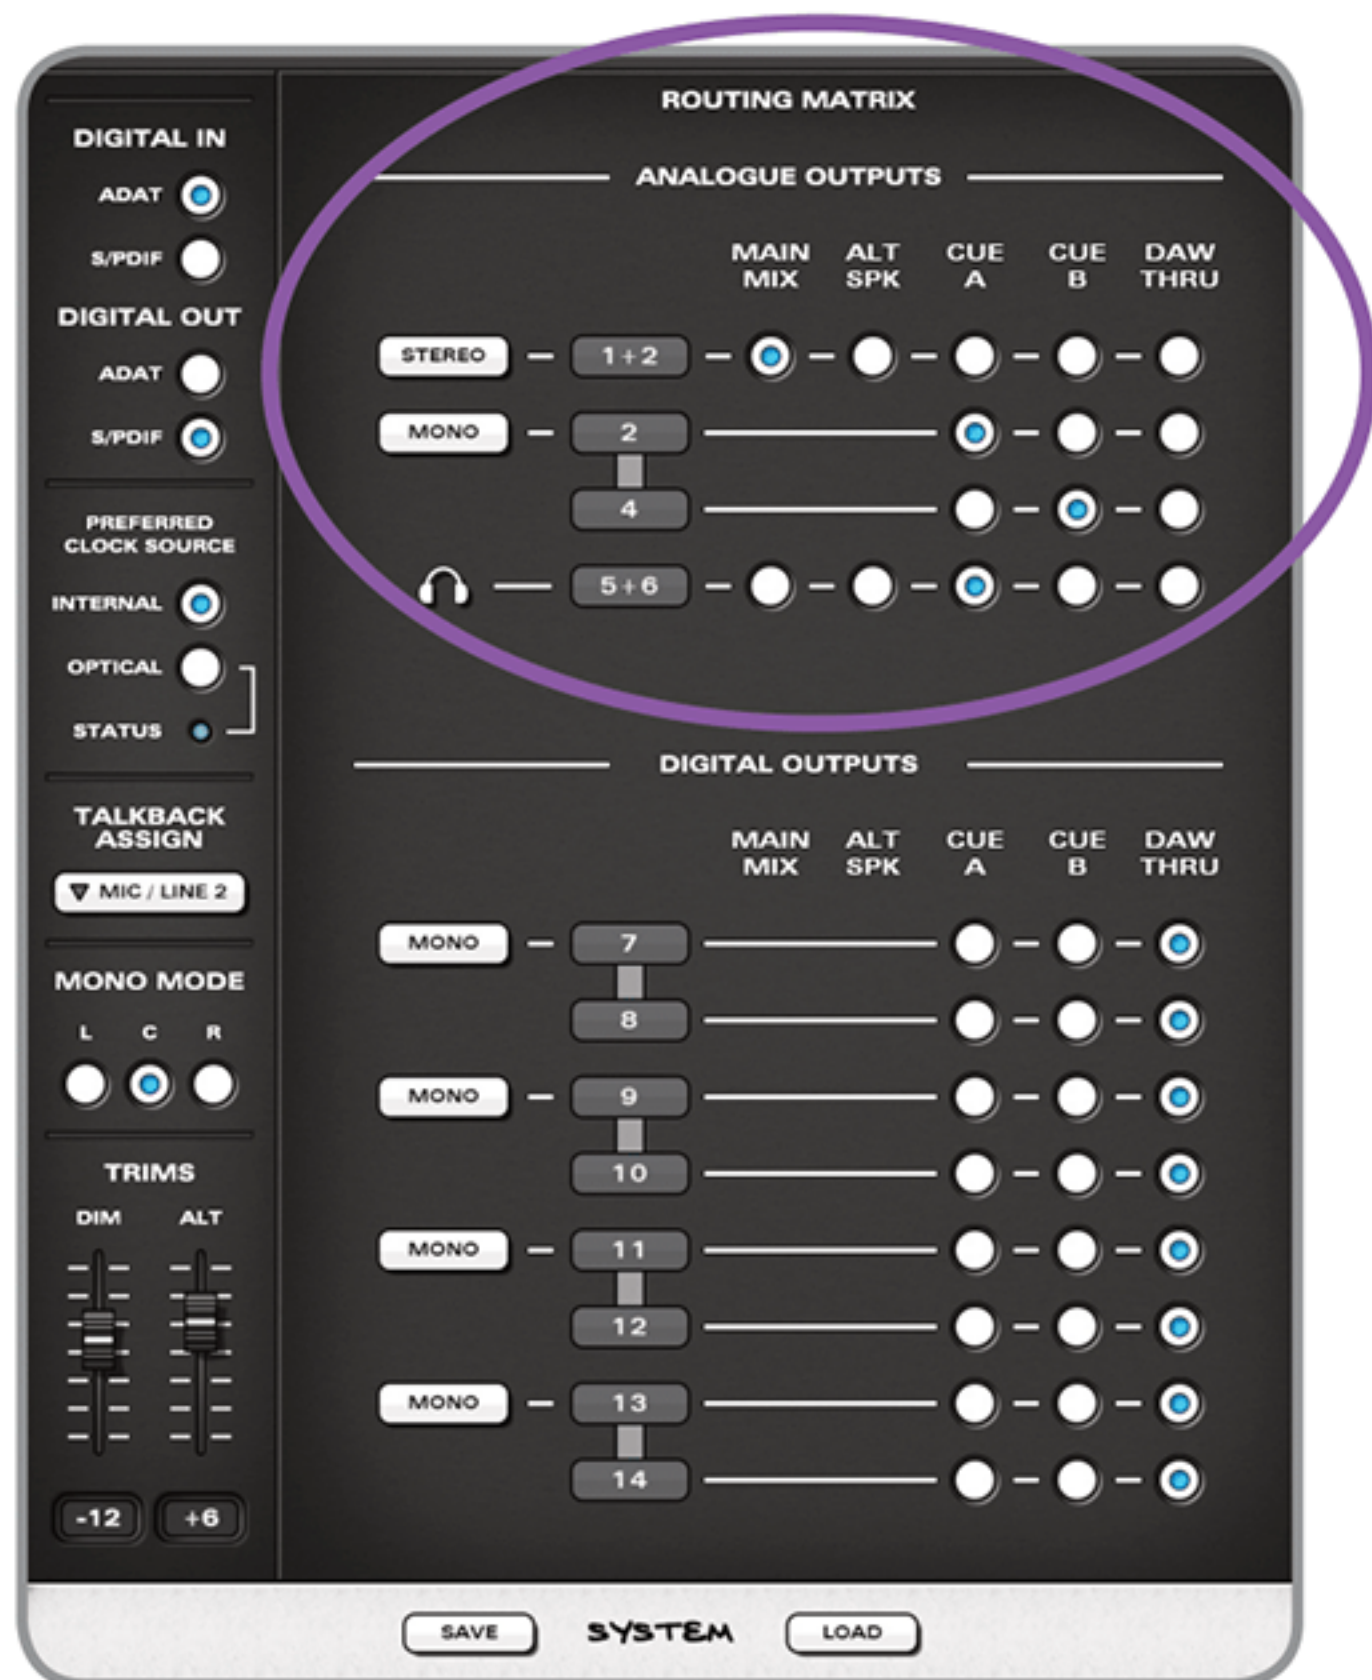 DIGITAL IN
ADAT
S/PDIF
DIGITAL OUT
ADAT
S/PDIF
PREFERRED
CLOCK SOURCE
INTERNAL
OPTICAL
STATUS
TALKBACK
ASSIGN
MIC / LINE 2
MONO MODE
L C R
TRIMS
DIM ALT
-12 +6
ROUTING MATRIX
ANALOGUE OUTPUTS
MAIN ALT CUE CUE DAW
MIX SPK A B THRU
STEREO 1+2
MONO 2
4
5+6
DIGITAL OUTPUTS
MAIN ALT CUE CUE DAW
MIX SPK A B THRU
MONO 7
8
MONO 9
10
MONO 11
12
MONO 13
14
SAVE SYSTEM LOAD